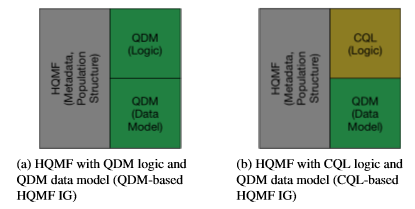 HQMF
(Metadata,
Population
Structure)
QDM
(Logic)
QDM
(Data
Model)
(a) HQMF with QDM logic and
QDM data model (QDM-based
HQMF IG)
HQMF
(Metadata,
Population
Structure)
CQL
(Logic)
QDM
(Data
Model)
(b) HQMF with CQL logic and
QDM data model (CQL-based
HQMF IG)